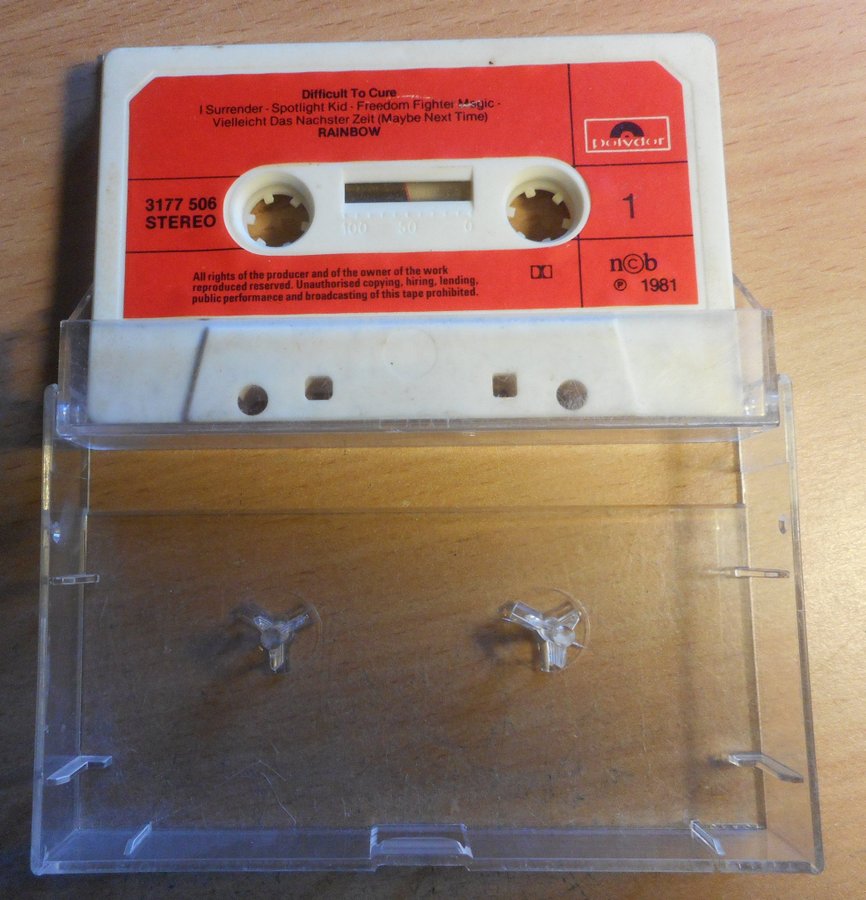 Difficult To Cure
I Surrender - Spotlight Kid - Freedom Fighter Magic -
Vielleicht Das Nachster Zeit (Maybe Next Time)
RAINBOW
polydor
3177 506
STEREO
100 50 0
1
All rights of the producer and of the owner of the work
reproduced reserved. Unauthorised copying, hiring, lending,
public performance and broadcasting of this tape prohibited.
n©b
℗ 1981